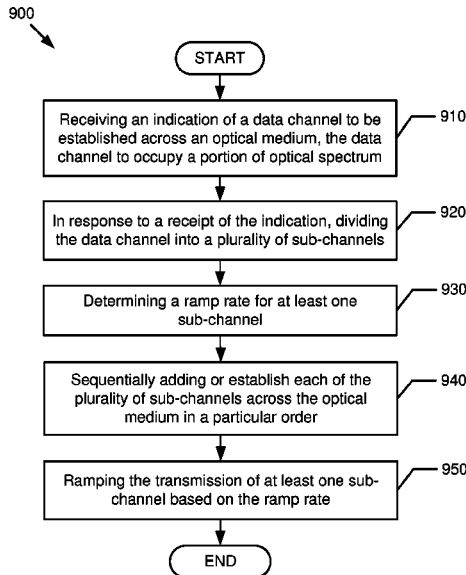 900
START
Receiving an indication of a data channel to be
established across an optical medium, the data
channel to occupy a portion of optical spectrum
910
In response to a receipt of the indication, dividing
the data channel into a plurality of sub-channels
920
Determining a ramp rate for at least one
sub-channel
930
Sequentially adding or establish each of the
plurality of sub-channels across the optical
medium in a particular order
940
Ramping the transmission of at least one sub-
channel based on the ramp rate
950
END